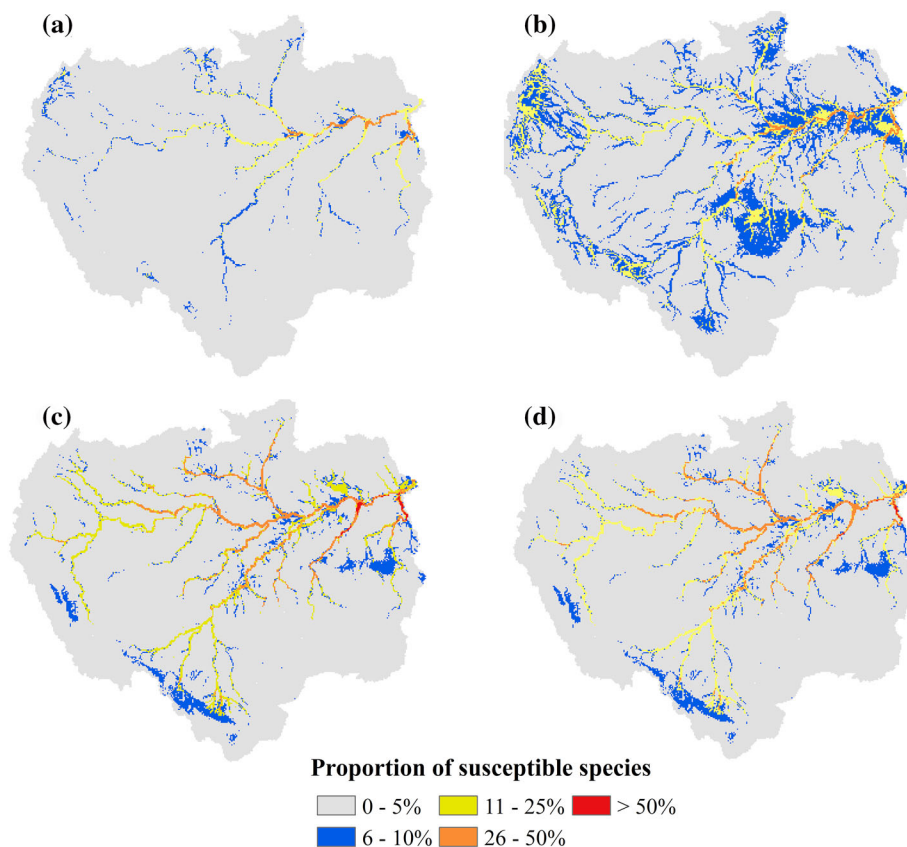 (a) (b)
(c) (d)
Proportion of susceptible species
0 - 5% 11 - 25% > 50%
6 - 10% 26 - 50%